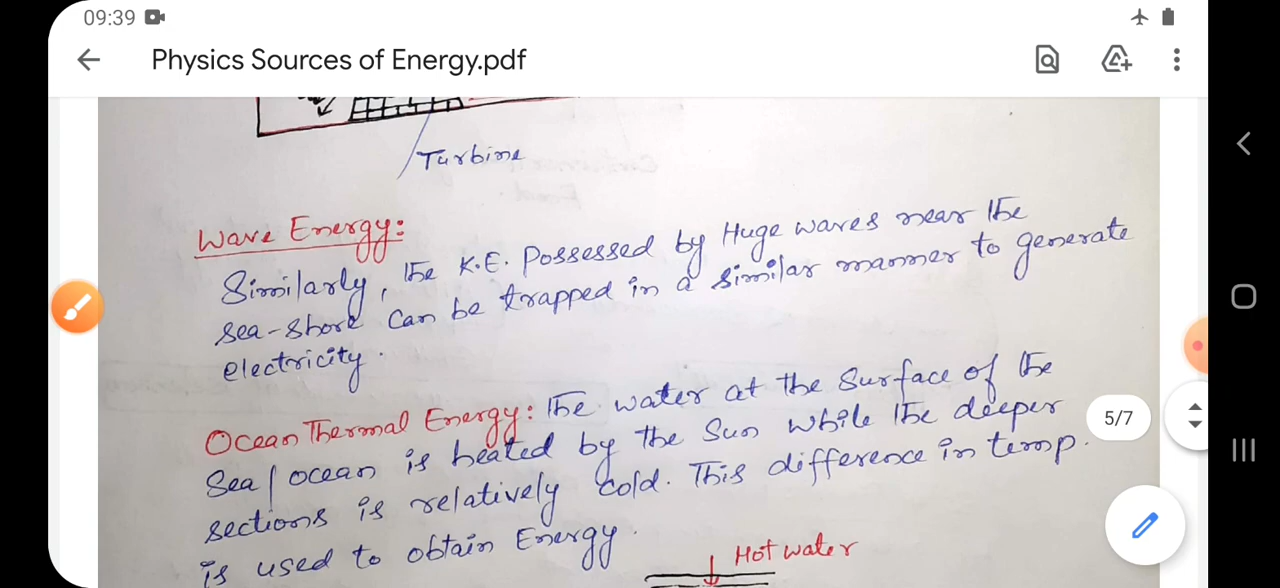 09:39
Physics Sources of Energy.pdf
Turbine
Wave Energy:
Similarly, the K.E. Possessed by Huge waves near the
sea-shore can be trapped in a similar manner to generate
electricity.
Ocean Thermal Energy: The water at the Surface of the
Sea/ocean is heated by the Sun while the deeper
sections is relatively cold. This difference in temp.
is used to obtain Energy.
5/7
Hot water